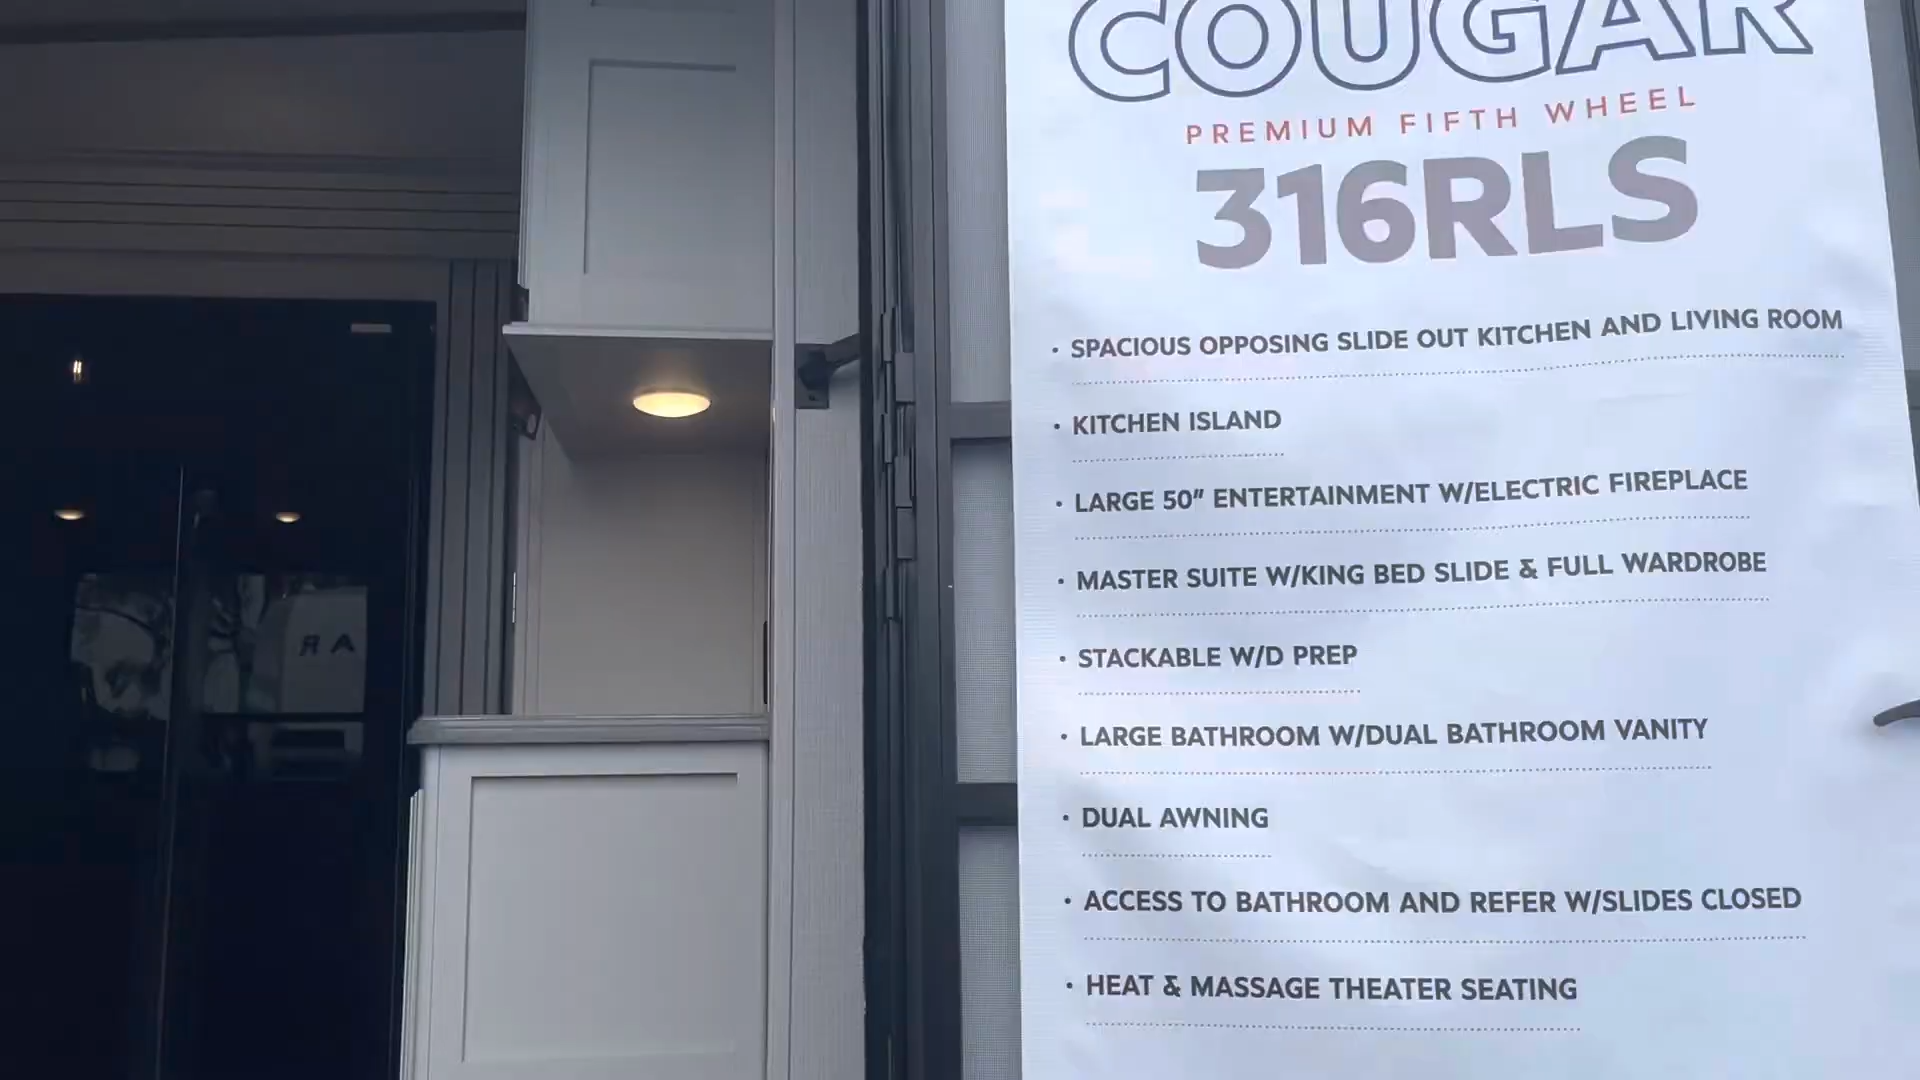 COUGAR
PREMIUM FIFTH WHEEL
316RLS
• SPACIOUS OPPOSING SLIDE OUT KITCHEN AND LIVING ROOM
• KITCHEN ISLAND
• LARGE 50" ENTERTAINMENT W/ELECTRIC FIREPLACE
• MASTER SUITE W/KING BED SLIDE & FULL WARDROBE
• STACKABLE W/D PREP
• LARGE BATHROOM W/DUAL BATHROOM VANITY
• DUAL AWNING
• ACCESS TO BATHROOM AND REFER W/SLIDES CLOSED
• HEAT & MASSAGE THEATER SEATING